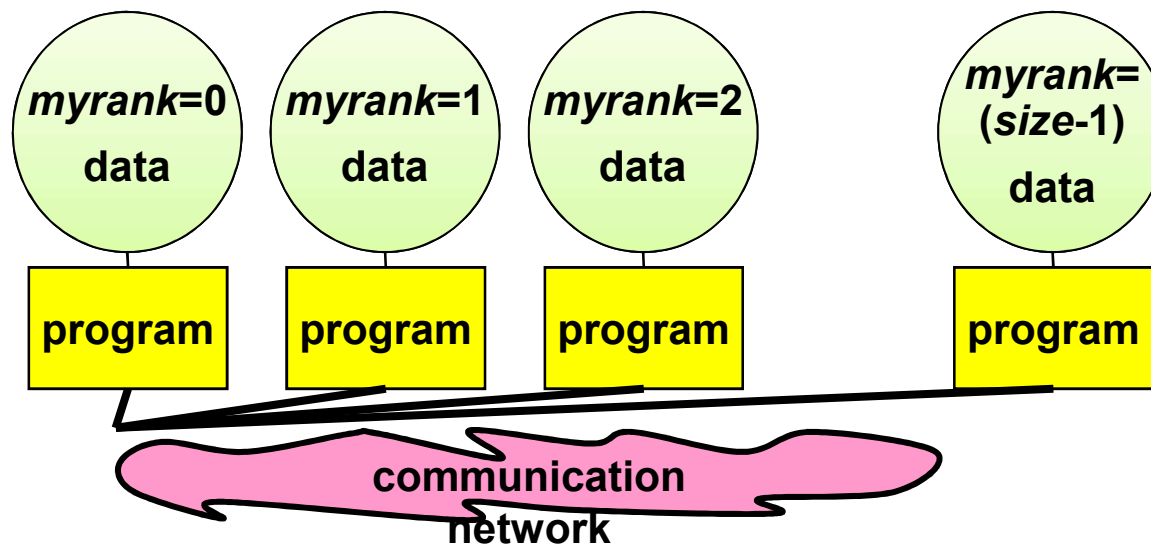 myrank=0
data
myrank=1
data
myrank=2
data
myrank=
(size-1)
data
program
program
program
program
communication
network